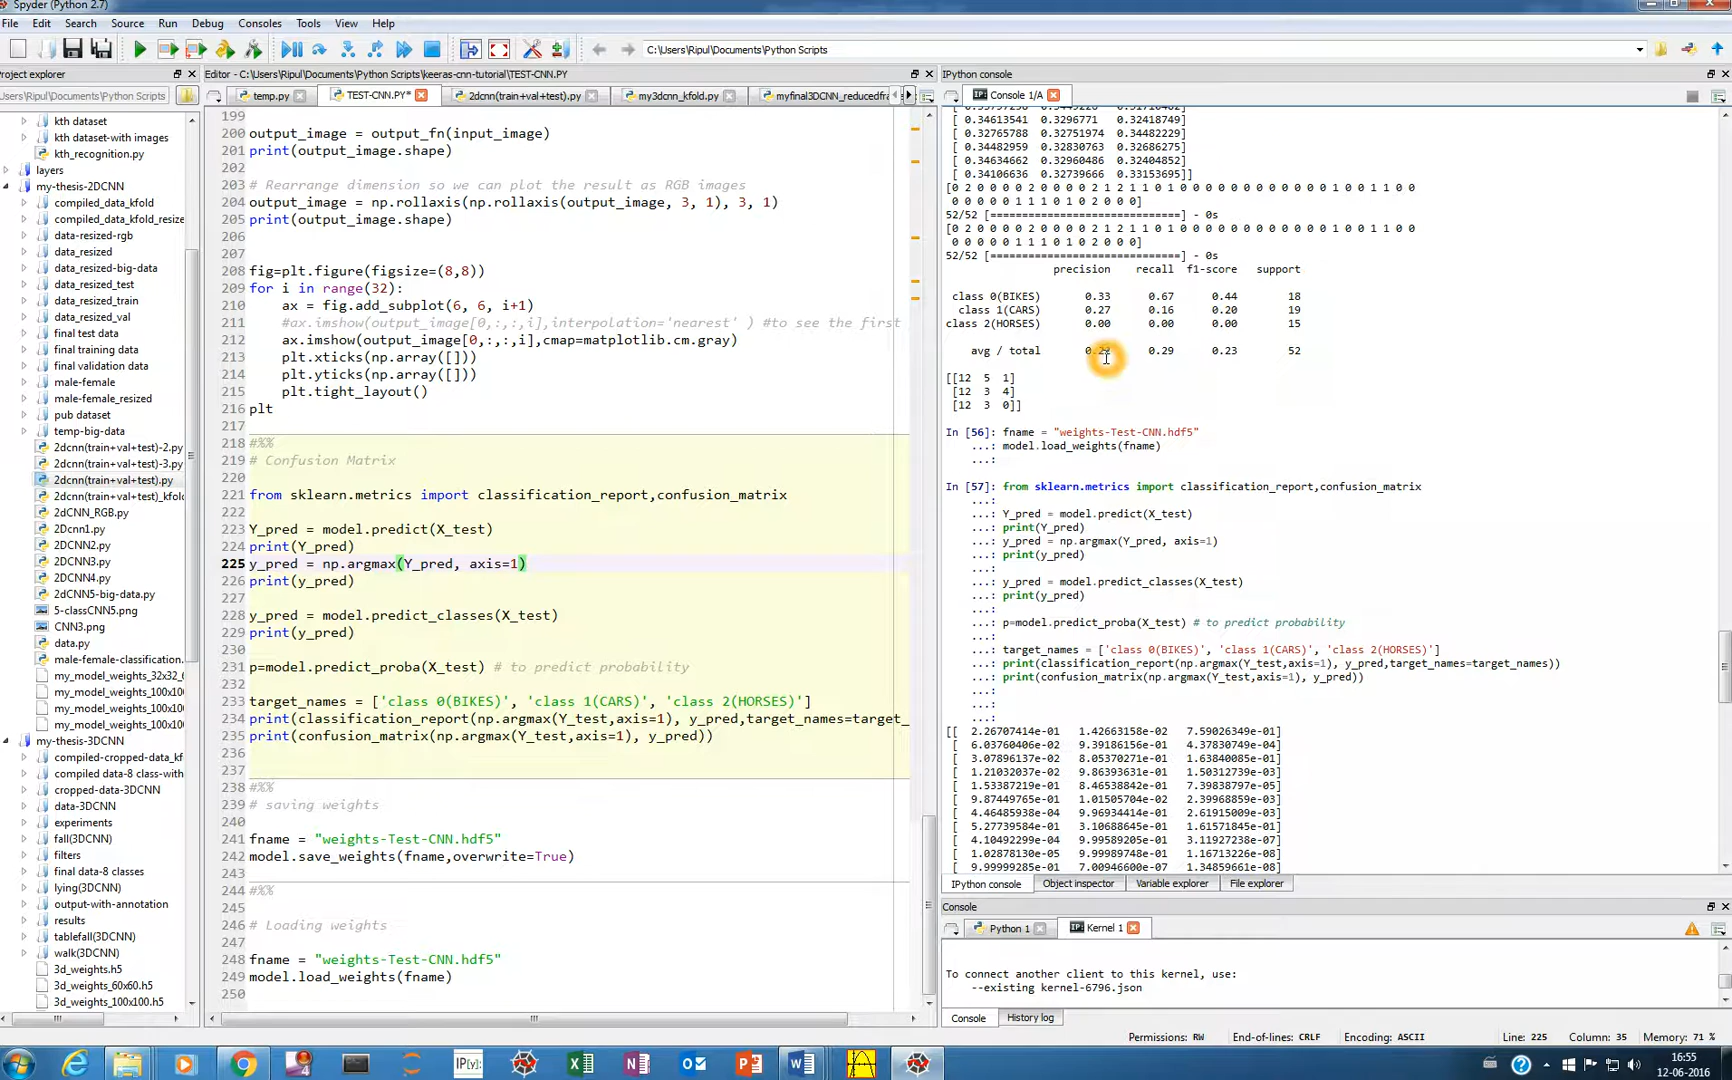 Spyder (Python 2.7)
File Edit Search Source Run Debug Consoles Tools View Help
C:\Users\Ripul\Documents\Python Scripts
Project explorer
Users\Ripul\Documents\Python Scripts
kth dataset
kth dataset-with images
kth_recognition.py
layers
my-thesis-2DCNN
compiled_data_kfold
compiled_data_kfold_resize
data-resized-rgb
data_resized
data_resized-big-data
data_resized_test
data_resized_train
data_resized_val
final test data
final training data
final validation data
male-female
male-female_resized
pub dataset
temp-big-data
2dcnn(train+val+test)-2.py
2dcnn(train+val+test)-3.py
2dcnn(train+val+test).py
2dcnn(train+val+test)_kfol
2dCNN_RGB.py
2Dcnn1.py
2DCNN2.py
2DCNN3.py
2DCNN4.py
2dCNN5-big-data.py
5-classCNN5.png
CNN3.png
data.py
male-female-classification.
my_model_weights_32x32_
my_model_weights_100x100
my_model_weights_100x10
my_model_weights_100x10
my-thesis-3DCNN
compiled-cropped-data_kf
compiled data-8 class-with
cropped-data-3DCNN
data-3DCNN
experiments
fall(3DCNN)
filters
final data-8 classes
lying(3DCNN)
output-with-annotation
results
tablefall(3DCNN)
walk(3DCNN)
3d_weights.h5
3d_weights_60x60.h5
3d_weights_100x100.h5
Editor - C:\Users\Ripul\Documents\Python Scripts\keeras-cnn-tutorial\TEST-CNN.PY
temp.py TEST-CNN.PY* 2dcnn(train+val+test).py my3dcnn_kfold.py myfinal3DCNN_reducedfra
199
200 output_image = output_fn(input_image)
201 print(output_image.shape)
202
203 # Rearrange dimension so we can plot the result as RGB images
204 output_image = np.rollaxis(np.rollaxis(output_image, 3, 1), 3, 1)
205 print(output_image.shape)
206
207
208 fig=plt.figure(figsize=(8,8))
209 for i in range(32):
210 ax = fig.add_subplot(6, 6, i+1)
211 #ax.imshow(output_image[0,:,:,i],interpolation='nearest' ) #to see the first
212 ax.imshow(output_image[0,:,:,i],cmap=matplotlib.cm.gray)
213 plt.xticks(np.array([]))
214 plt.yticks(np.array([]))
215 plt.tight_layout()
216 plt
217
218 #%%
219 # Confusion Matrix
220
221 from sklearn.metrics import classification_report,confusion_matrix
222
223 Y_pred = model.predict(X_test)
224 print(Y_pred)
225 y_pred = np.argmax(Y_pred, axis=1)
226 print(y_pred)
227
228 y_pred = model.predict_classes(X_test)
229 print(y_pred)
230
231 p=model.predict_proba(X_test) # to predict probability
232
233 target_names = ['class 0(BIKES)', 'class 1(CARS)', 'class 2(HORSES)']
234 print(classification_report(np.argmax(Y_test,axis=1), y_pred,target_names=target_
235 print(confusion_matrix(np.argmax(Y_test,axis=1), y_pred))
236
237
238 #%%
239 # saving weights
240
241 fname = "weights-Test-CNN.hdf5"
242 model.save_weights(fname,overwrite=True)
243
244 #%%
245
246 # Loading weights
247
248 fname = "weights-Test-CNN.hdf5"
249 model.load_weights(fname)
250
IPython console
Console 1/A
[ 0.34613541 0.3296771 0.32418749]
[ 0.32765788 0.32751974 0.34482229]
[ 0.34482959 0.32830763 0.32686275]
[ 0.34634662 0.32960486 0.32404852]
[ 0.34106636 0.32739666 0.33153695]]
[0 2 0 0 0 0 2 0 0 0 0 2 1 2 1 1 0 1 0 0 0 0 0 0 0 0 0 0 0 0 1 0 0 1 1 0 0
0 0 0 0 0 1 1 1 0 1 0 2 0 0 0]
52/52 [==============================] - 0s
[0 2 0 0 0 0 2 0 0 0 0 2 1 2 1 1 0 1 0 0 0 0 0 0 0 0 0 0 0 0 1 0 0 1 1 0 0
0 0 0 0 0 1 1 1 0 1 0 2 0 0 0]
52/52 [==============================] - 0s
precision recall f1-score support
class 0(BIKES) 0.33 0.67 0.44 18
class 1(CARS) 0.27 0.16 0.20 19
class 2(HORSES) 0.00 0.00 0.00 15
avg / total 0.29 0.23 52
[[12 5 1]
[12 3 4]
[12 3 0]]
In [56]: fname = "weights-Test-CNN.hdf5"
...: model.load_weights(fname)
...:
In [57]: from sklearn.metrics import classification_report,confusion_matrix
...:
...: Y_pred = model.predict(X_test)
...: print(Y_pred)
...: y_pred = np.argmax(Y_pred, axis=1)
...: print(y_pred)
...:
...: y_pred = model.predict_classes(X_test)
...: print(y_pred)
...:
...: p=model.predict_proba(X_test) # to predict probability
...:
...: target_names = ['class 0(BIKES)', 'class 1(CARS)', 'class 2(HORSES)']
...: print(classification_report(np.argmax(Y_test,axis=1), y_pred,target_names=target_names))
...: print(confusion_matrix(np.argmax(Y_test,axis=1), y_pred))
...:
...:
...:
[[ 2.26707414e-01 1.42663158e-02 7.59026349e-01]
[ 6.03760406e-02 9.39186156e-01 4.37830749e-04]
[ 3.07896137e-02 8.05370271e-01 1.63840085e-01]
[ 1.21032037e-02 9.86393631e-01 1.50312739e-03]
[ 1.53387219e-01 8.46538842e-01 7.39838797e-05]
[ 9.87449765e-01 1.01505704e-02 2.39968859e-03]
[ 4.46485938e-04 9.96934414e-01 2.61915009e-03]
[ 5.27739584e-01 3.10688645e-01 1.61571845e-01]
[ 4.10492299e-04 9.99589205e-01 3.11927238e-07]
[ 1.02878130e-05 9.99989748e-01 1.16713226e-08]
[ 9.99999285e-01 7.00946600e-07 1.34859661e-08]
IPython console Object inspector Variable explorer File explorer
Console
Python 1 Kernel 1
To connect another client to this kernel, use:
--existing kernel-6796.json
Console History log
Permissions: RW End-of-lines: CRLF Encoding: ASCII Line: 225 Column: 35 Memory: 71 %
IP[y]:
16:55
12-06-2016